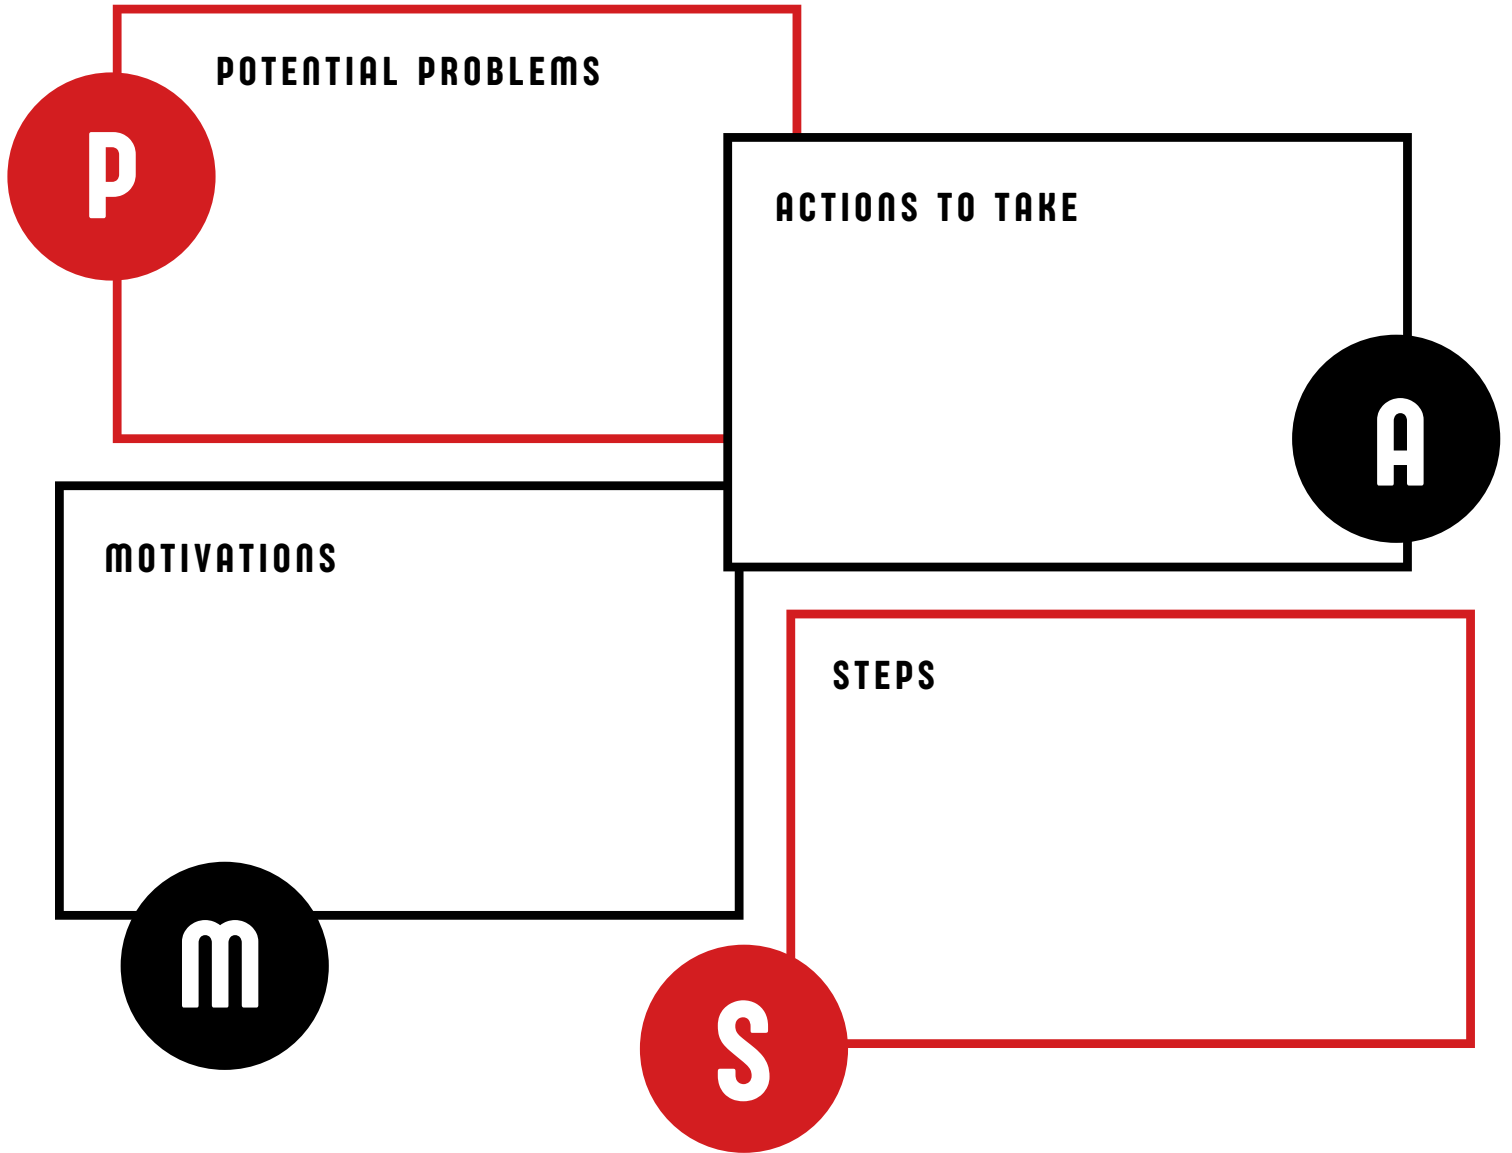 POTENTIAL PROBLEMS
P
ACTIONS TO TAKE
A
MOTIVATIONS
M
STEPS
S